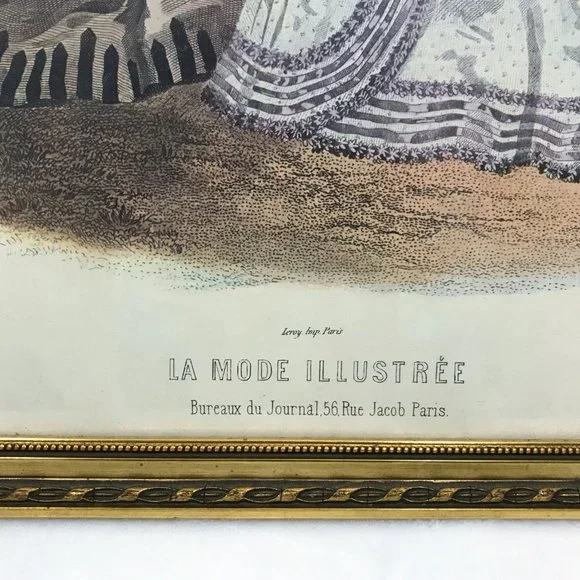 Leroy. Imp. Paris
LA MODE ILLUSTRÉE
Bureaux du Journal, 56, Rue Jacob Paris.